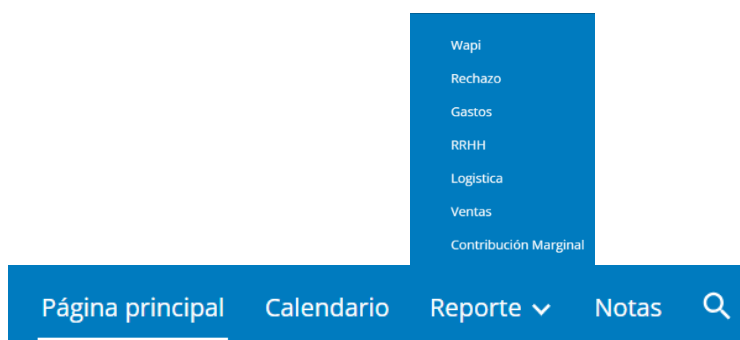 Wapi
Rechazo
Gastos
RRHH
Logistica
Ventas
Contribución Marginal
Página principal Calendario Reporte Notas